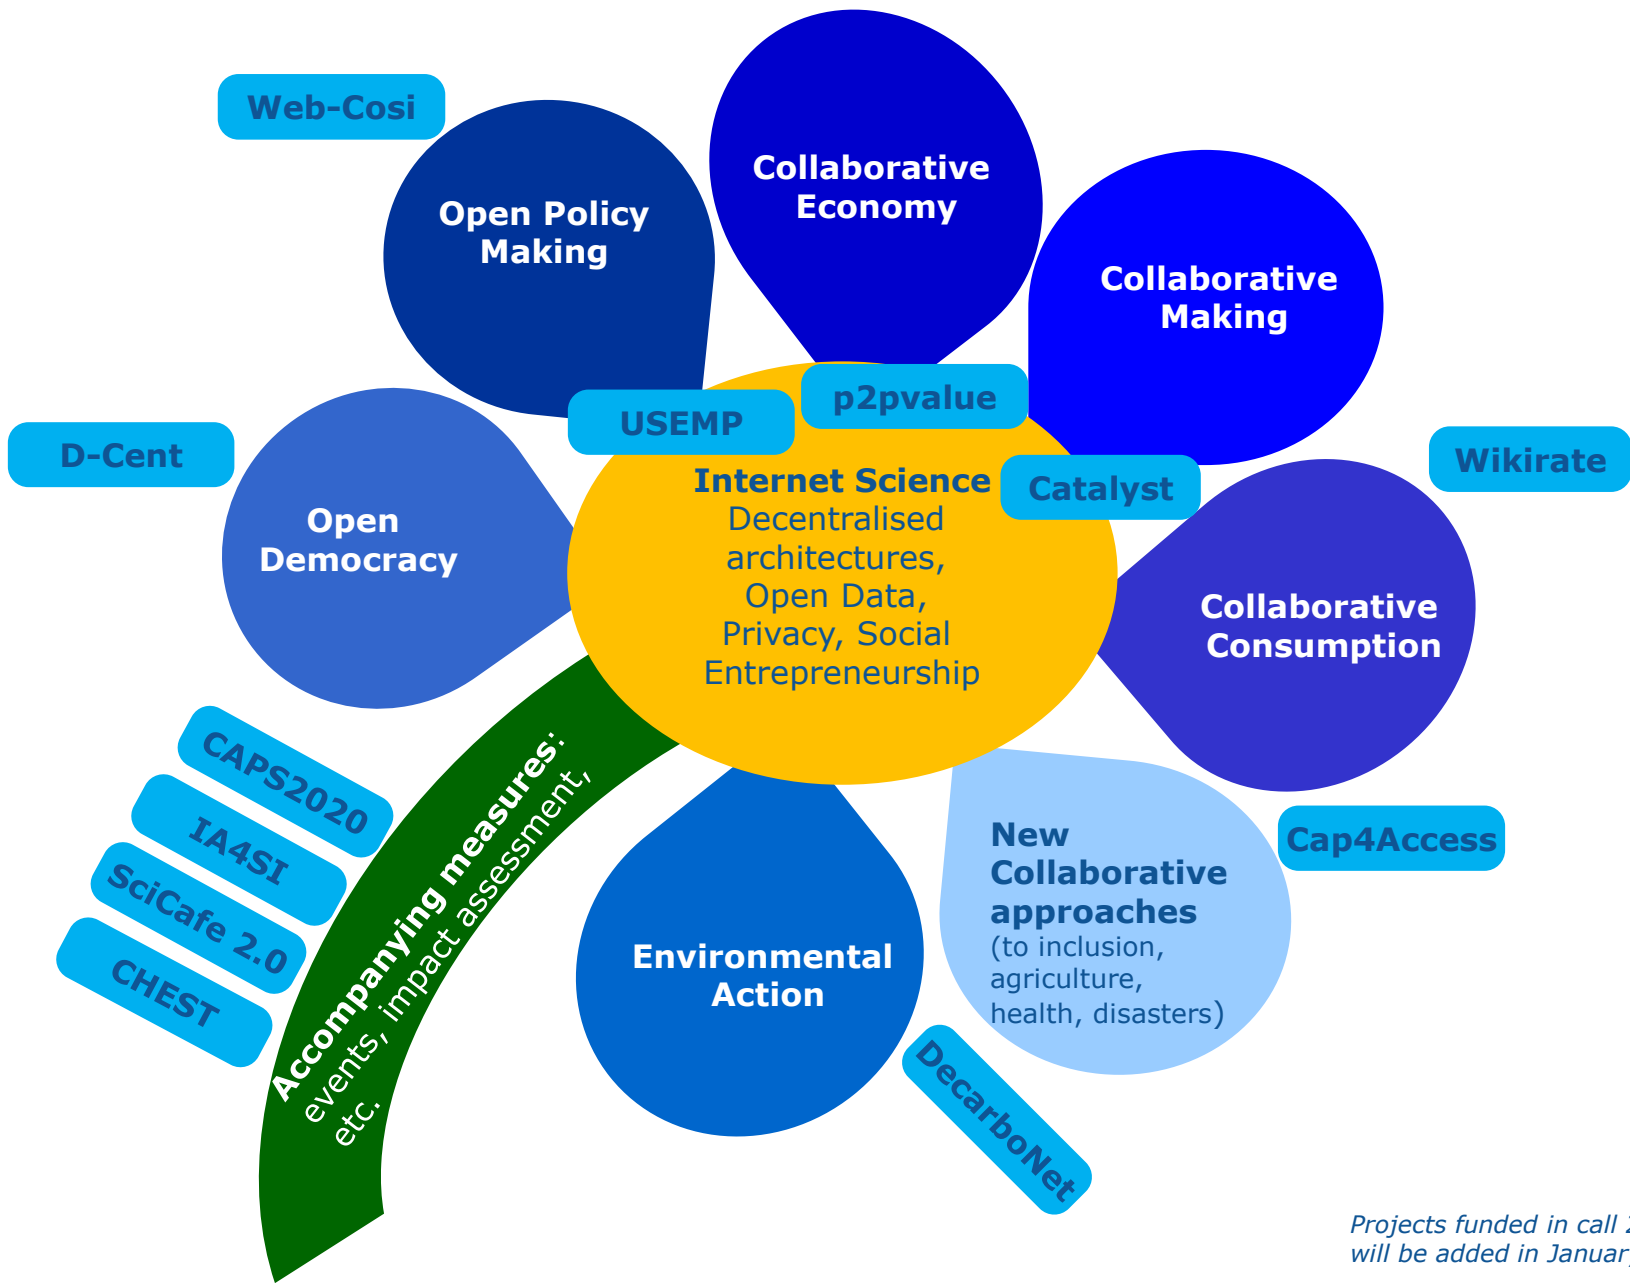 Web-Cosi
Collaborative
Economy
Open Policy
Making
Collaborative
Making
p2pvalue
USEMP
D-Cent
Wikirate
Internet Science
Decentralised
architectures,
Open Data,
Privacy, Social
Entrepreneurship
Catalyst
Open
Democracy
Collaborative
Consumption
CAPS2020
IA4SI
SciCafe 2.0
CHEST
Accompanying measures:
events, impact assessment,
etc.
New
Collaborative
approaches
(to inclusion,
agriculture,
health, disasters)
Cap4Access
Environmental
Action
DecarboNet
Projects funded in call
will be added in January